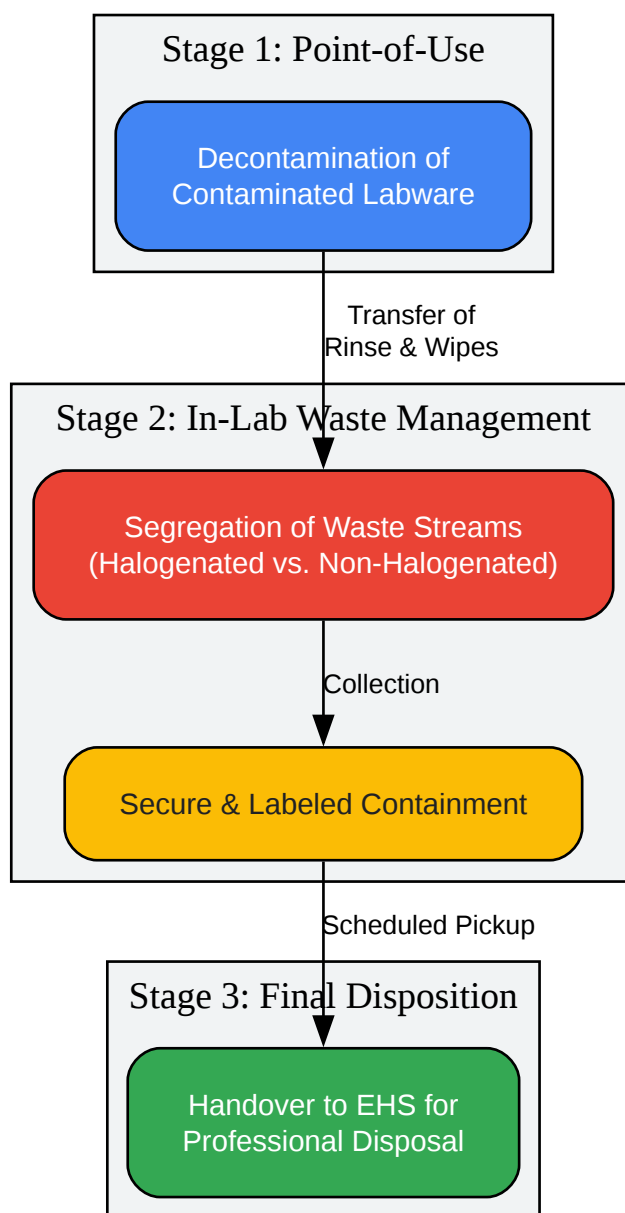 Stage 1: Point-of-Use
Decontamination of
Contaminated Labware
Transfer of
Rinse & Wipes
Stage 2: In-Lab Waste Management
Segregation of Waste Streams
(Halogenated vs. Non-Halogenated)
Collection
Secure & Labeled Containment
Scheduled Pickup
Stage 3: Final Disposition
Handover to EHS for
Professional Disposal